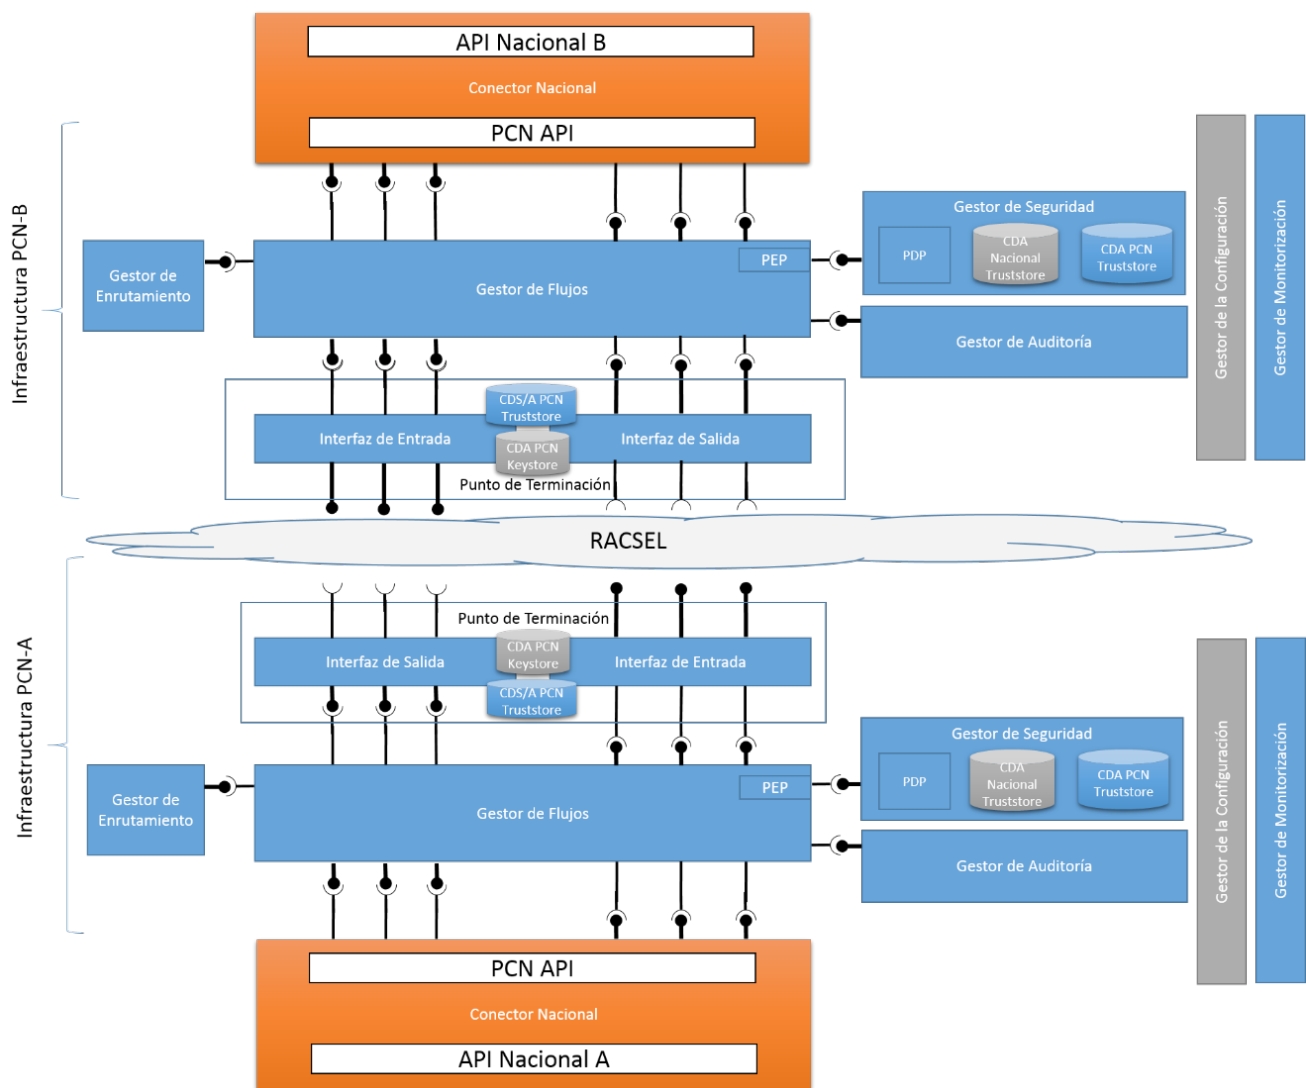 API Nacional B
Conector Nacional
PCN API
Infraestructura PCN-B
Gestor de
Enrutamiento
Gestor de Flujos
PEP
Gestor de Seguridad
PDP
CDA
Nacional
Truststore
CDA PCN
Truststore
Gestor de Auditoría
Gestor de la Configuración
Gestor de Monitorización
Interfaz de Entrada
CDS/A PCN
Truststore
CDA PCN
Keystore
Interfaz de Salida
Punto de Terminación
RACSEL
Infraestructura PCN-A
Punto de Terminación
Interfaz de Salida
CDA PCN
Keystore
CDS/A PCN
Truststore
Interfaz de Entrada
Gestor de
Enrutamiento
Gestor de Flujos
PEP
Gestor de Seguridad
PDP
CDA
Nacional
Truststore
CDA PCN
Truststore
Gestor de Auditoría
Gestor de la Configuración
Gestor de Monitorización
PCN API
Conector Nacional
API Nacional A